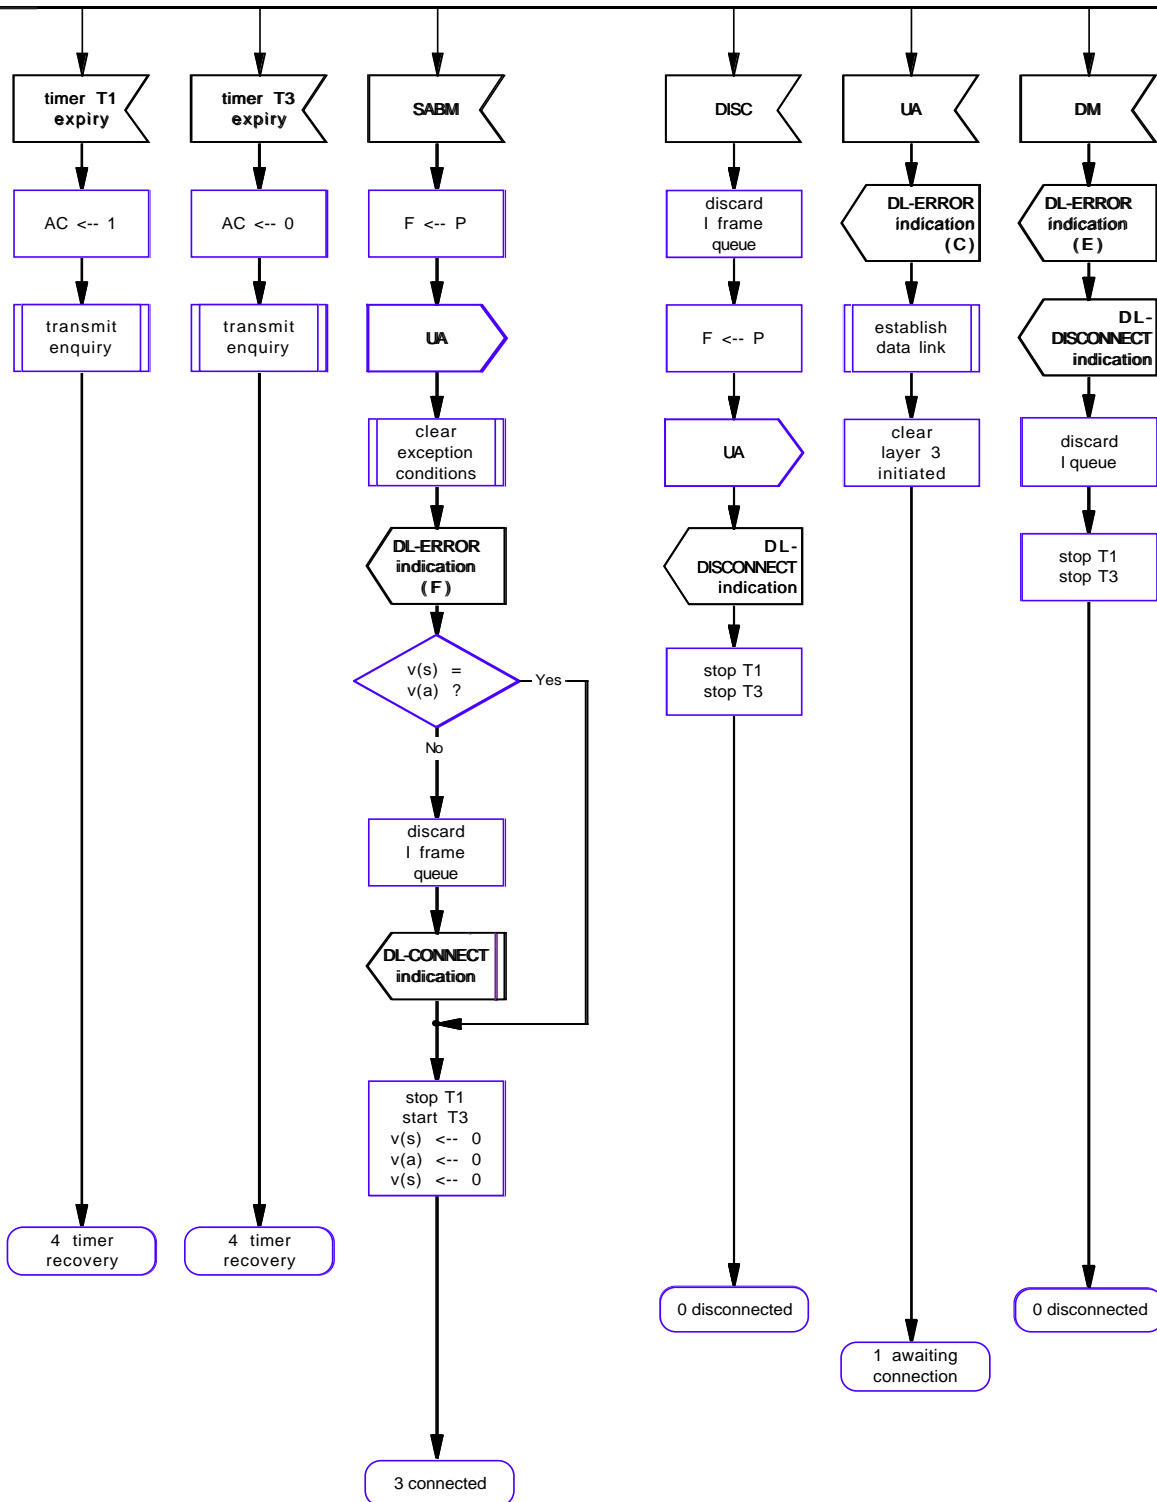 timer T1
expiry
AC <-- 1
transmit
enquiry
4 timer
recovery
timer T3
expiry
AC <-- 0
transmit
enquiry
4 timer
recovery
SABM
F <-- P
UA
clear
exception
conditions
DL-ERROR
indication
(F)
v(s) =
v(a) ?
Yes
No
discard
I frame
queue
DL-CONNECT
indication
stop T1
start T3
v(s) <-- 0
v(a) <-- 0
v(s) <-- 0
3 connected
DISC
discard
I frame
queue
F <-- P
UA
DL-
DISCONNECT
indication
stop T1
stop T3
0 disconnected
UA
DL-ERROR
indication
(C)
establish
data link
clear
layer 3
initiated
1 awaiting
connection
DM
DL-ERROR
indication
(E)
DL-
DISCONNECT
indication
discard
I queue
stop T1
stop T3
0 disconnected